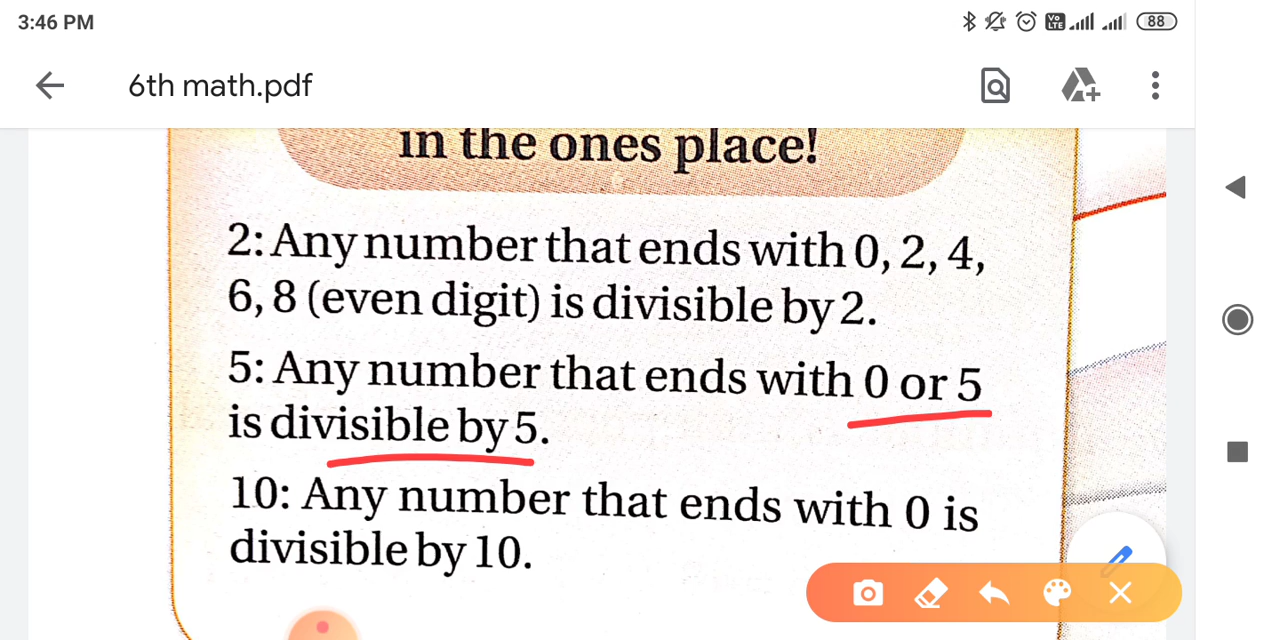 3:46 PM
Vo LTE
88
6th math.pdf
in the ones place!
2: Any number that ends with 0, 2, 4,
6, 8 (even digit) is divisible by 2.
5: Any number that ends with 0 or 5
is divisible by 5.
10: Any number that ends with 0 is
divisible by 10.